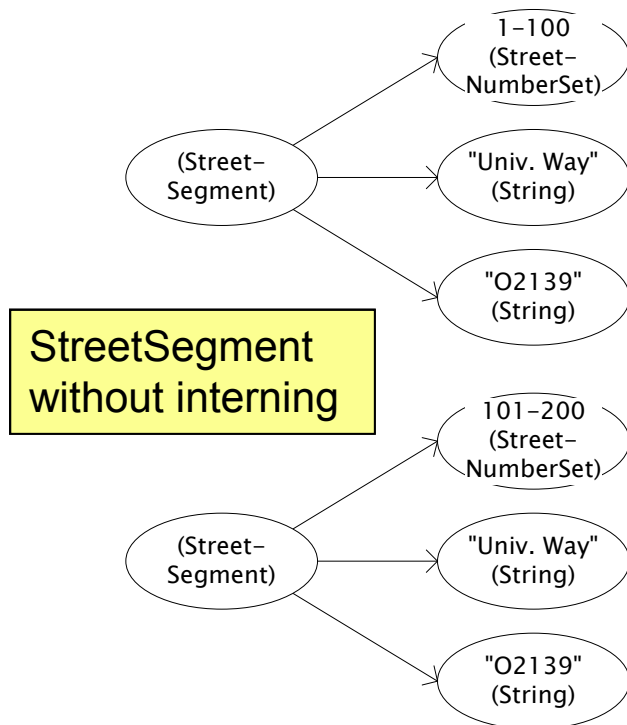 1-100
(Street-
NumberSet)
(Street-
Segment)
"Univ. Way"
(String)
"O2139"
(String)
StreetSegment
without interning
101-200
(Street-
NumberSet)
(Street-
Segment)
"Univ. Way"
(String)
"O2139"
(String)